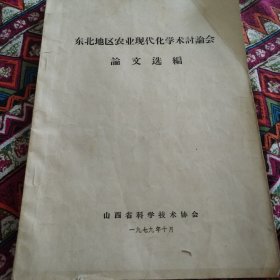 东北地区农业现代化学术討論会
論文选編
山西省科学技术协会
一九七九年十月